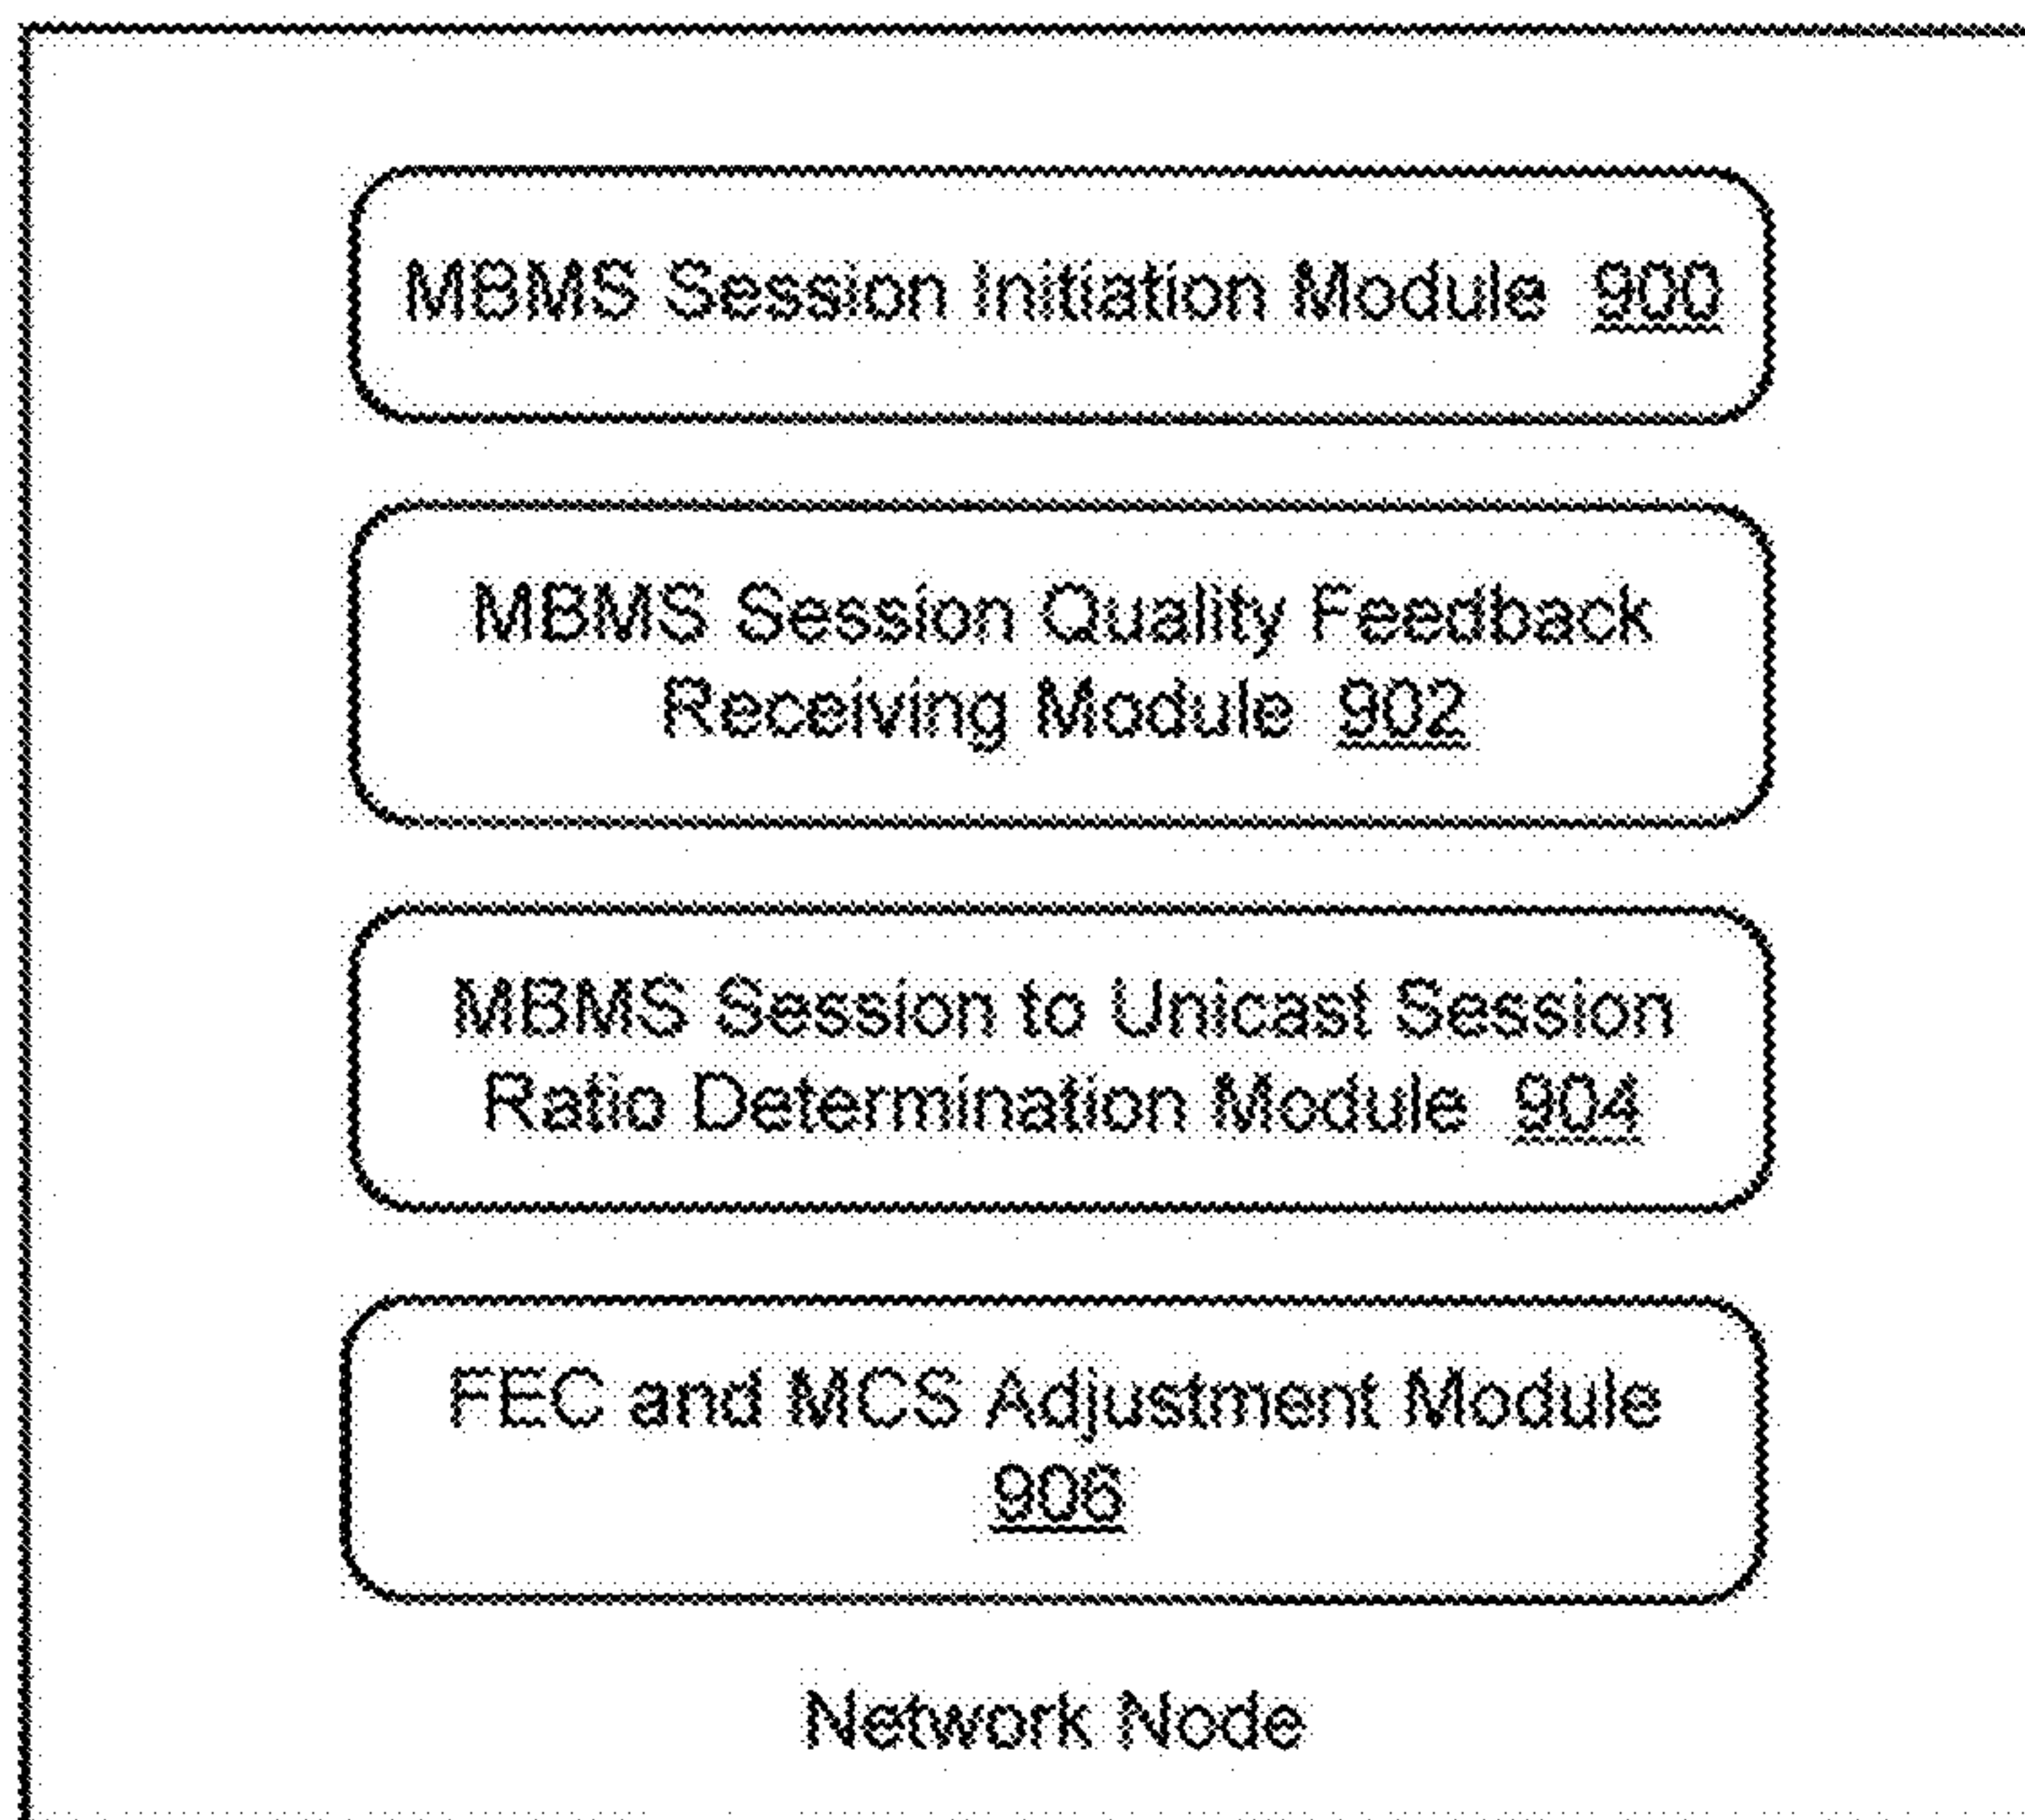 MBMS Session Initiation Module 900
MBMS Session Quality Feedback
Receiving Module 902
MBMS Session to Unicast Session
Ratio Determination Module 904
FEC and MCS Adjustment Module
906
Network Node